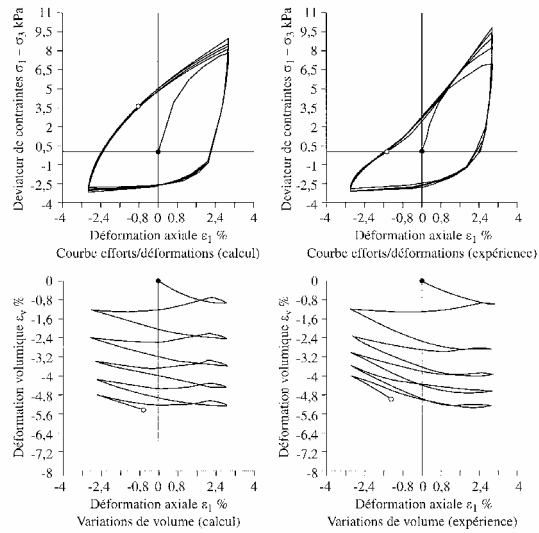 Déviateur de contraintes σ1 – σ3 kPa
11
9,5
8
6,5
5
3,5
2
0,5
-1
-2,5
-4
-4 -2,4 -0,8 0 0,8 2,4 4
Déformation axiale ε1 %
Courbe efforts/déformations (calcul)
Deviateur de contraintes σ1 – σ3 kPa
11
9,5
8
6,5
5
3,5
2
0,5
-1
-2,5
-4
-4 -2,4 -0,8 0 0,8 2,4 4
Déformation axiale ε1 %
Courbe efforts/déformations (expérience)
Déformation volumique εv %
0
-0,8
-1,6
-2,4
-3,2
-4
-4,8
-5,6
-6,4
-7,2
-8
-4 -2,4 -0,8 0 0,8 2,4 4
Déformation axiale ε1 %
Variations de volume (calcul)
Déformation volumique εv %
0
-0,8
-1,6
-2,4
-3,2
-4
-4,8
-5,6
-6,4
-7,2
-8
-4 -2,4 -0,8 0 0,8 2,4 4
Déformation axiale ε1 %
Variations de volume (expérience)